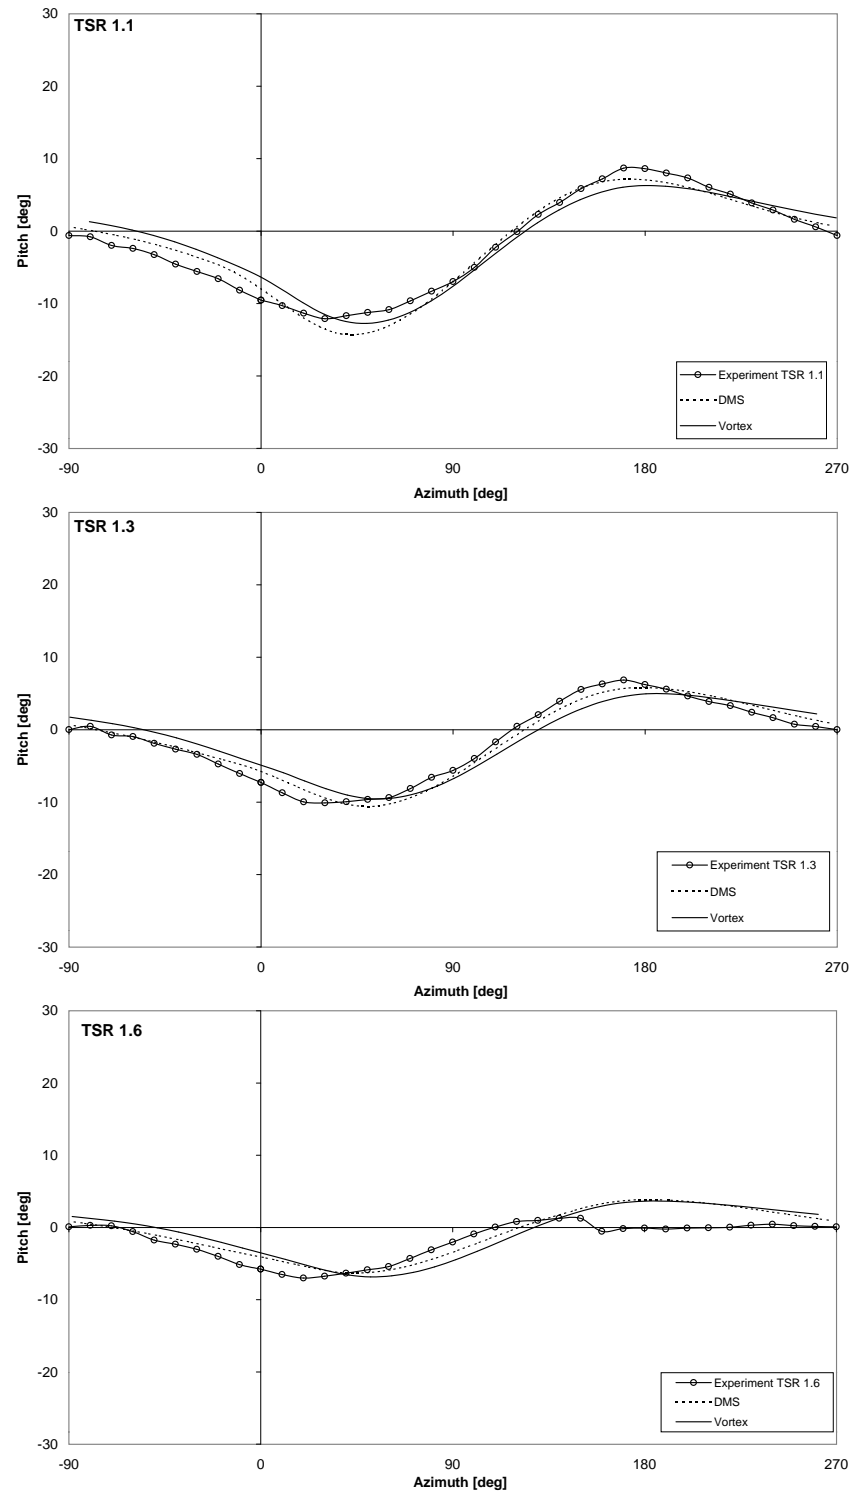 TSR 1.1
30
20
10
0
-10
-20
-30
Pitch [deg]
Experiment TSR 1.1
DMS
Vortex
-90 0 90 180 270
Azimuth [deg]
TSR 1.3
30
20
10
0
-10
-20
-30
Pitch [deg]
Experiment TSR 1.3
DMS
Vortex
-90 0 90 180 270
Azimuth [deg]
TSR 1.6
30
20
10
0
-10
-20
-30
Pitch [deg]
Experiment TSR 1.6
DMS
Vortex
-90 0 90 180 270
Azimuth [deg]